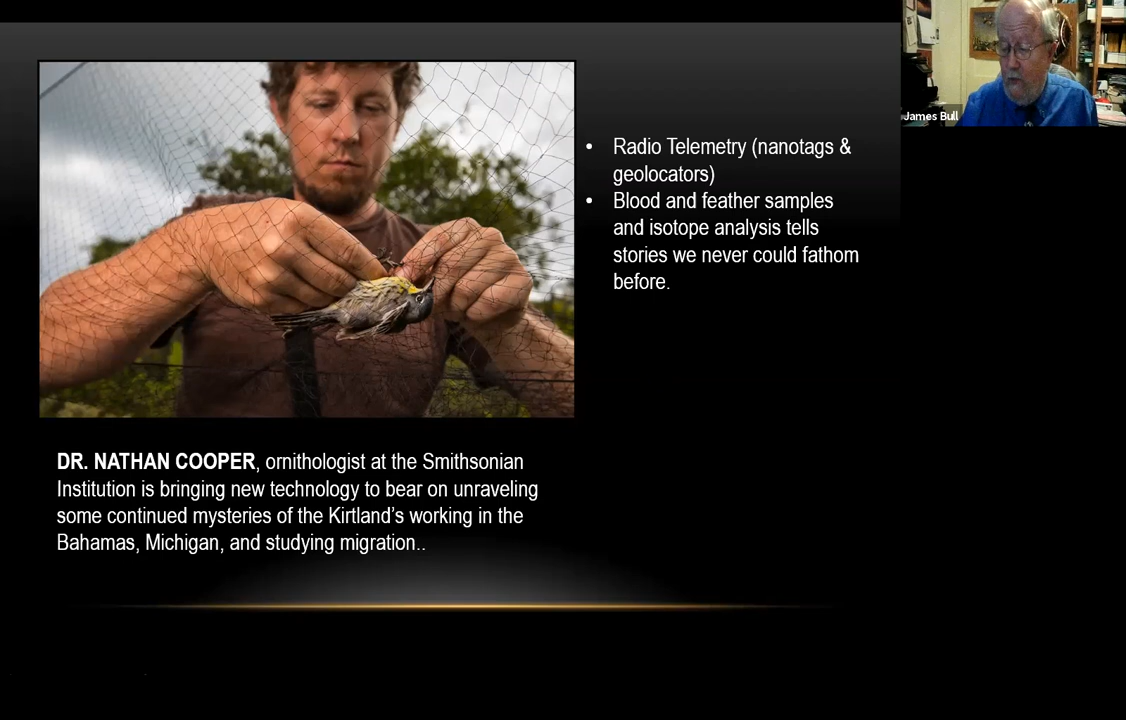 James Bull
• Radio Telemetry (nanotags &
geolocators)
• Blood and feather samples
and isotope analysis tells
stories we never could fathom
before.
DR. NATHAN COOPER, ornithologist at the Smithsonian
Institution is bringing new technology to bear on unraveling
some continued mysteries of the Kirtland’s working in the
Bahamas, Michigan, and studying migration..